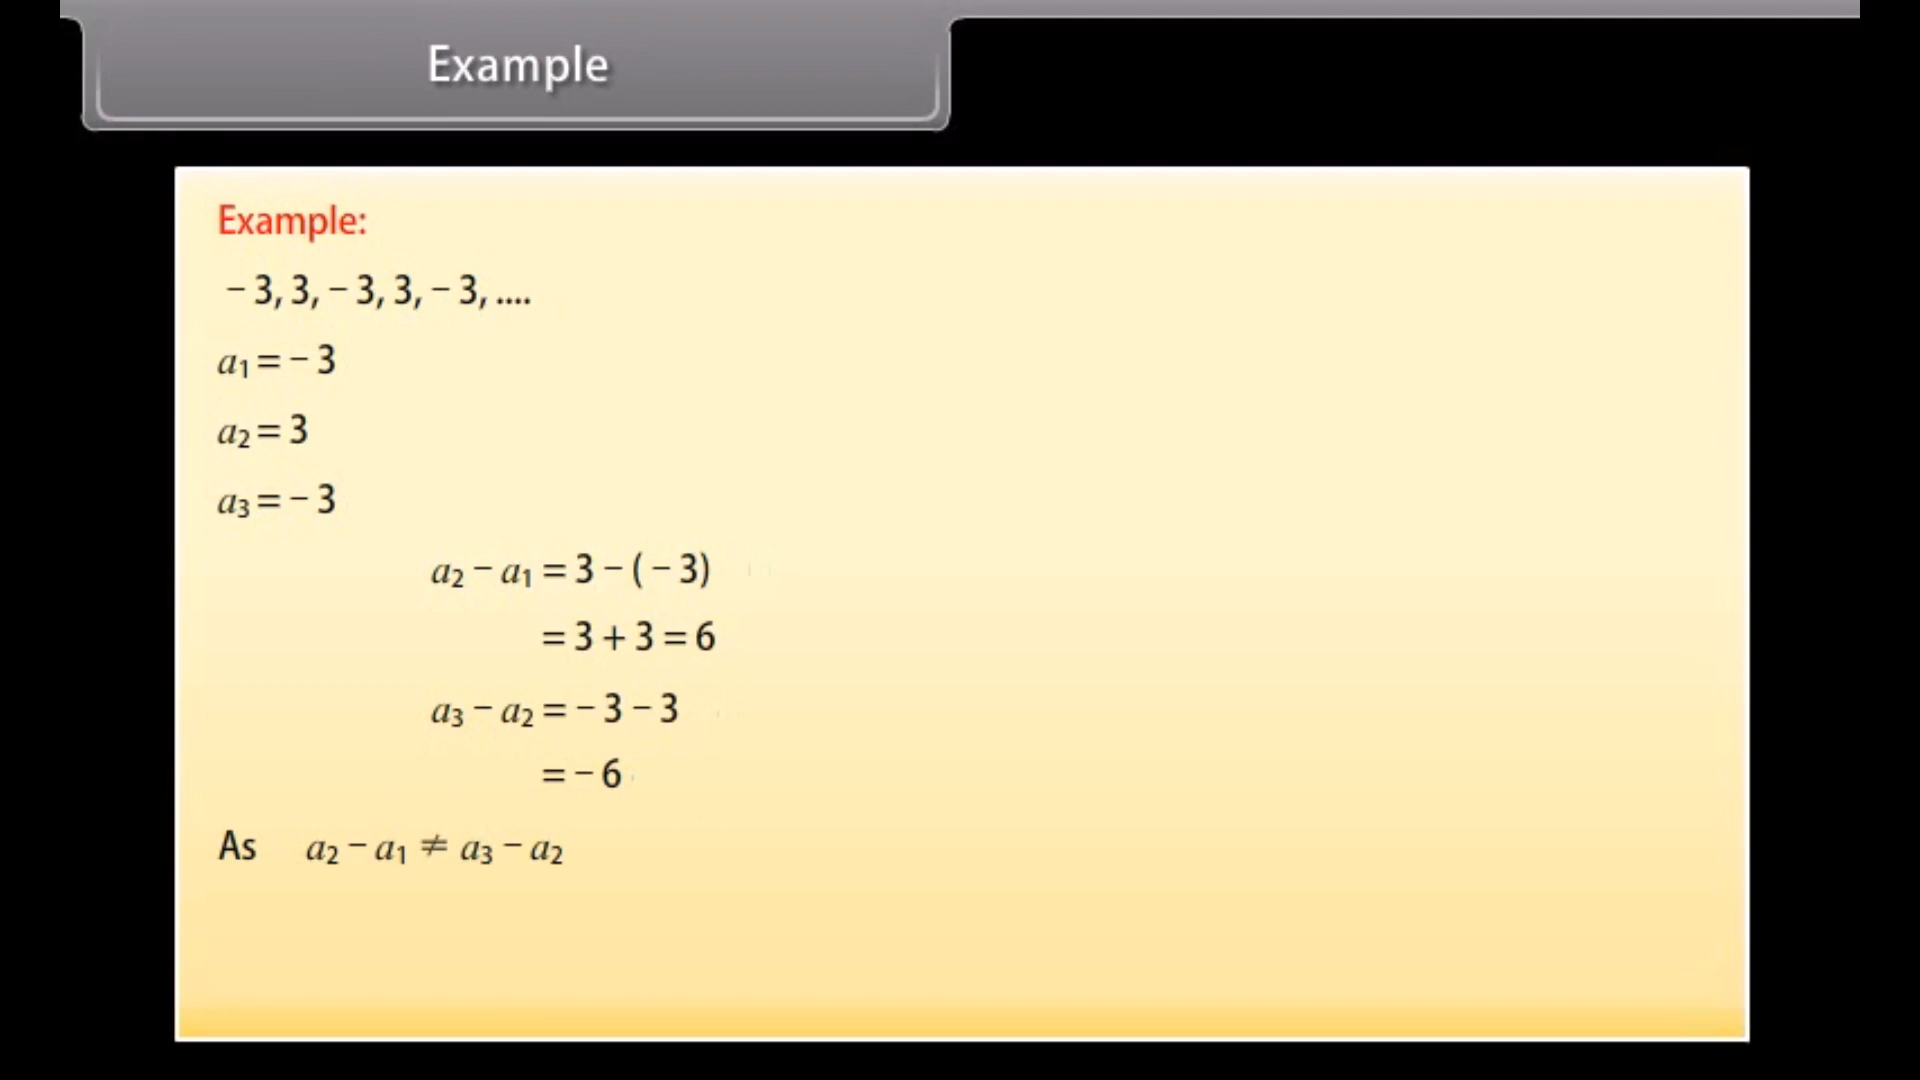 Example
Example:
− 3, 3, − 3, 3, − 3, ....
a₁ = − 3
a₂ = 3
a₃ = − 3
a₂ − a₁ = 3 − ( − 3)
= 3 + 3 = 6
a₃ − a₂ = − 3 − 3
= − 6
As a₂ − a₁ ≠ a₃ − a₂